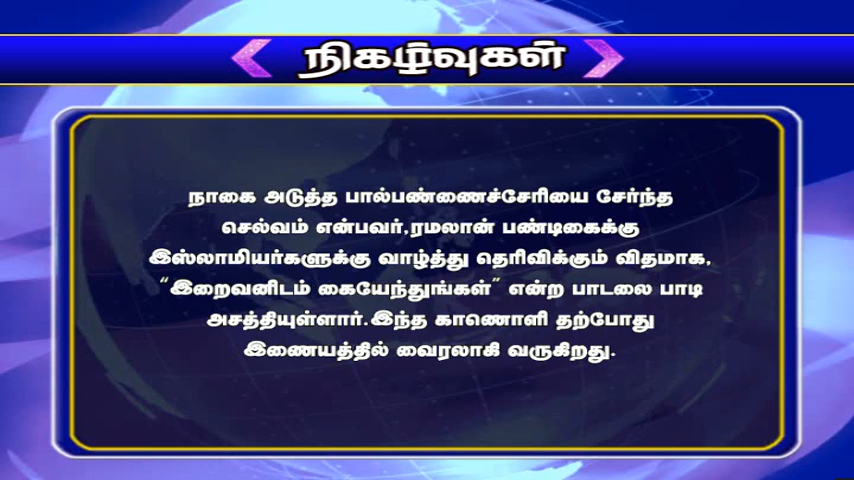 நிகழ்வுகள்
நாகை அடுத்த பால்பண்ணைச்சேரியை சேர்ந்த
செல்வம் என்பவர்,ரமலான் பண்டிகைக்கு
இஸ்லாமியர்களுக்கு வாழ்த்து தெரிவிக்கும் விதமாக,
“இறைவனிடம் கையேந்துங்கள்” என்ற பாடலை பாடி
அசத்தியுள்ளார்.இந்த காணொளி தற்போது
இணையத்தில் வைரலாகி வருகிறது.